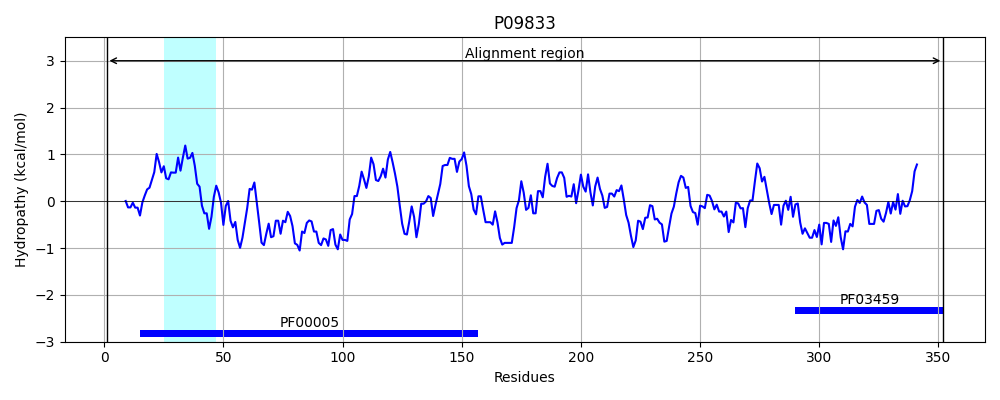 P09833
Alignment region
3
2
1
0
−1
−2
−3
Hydropathy (kcal/mol)
PF03459
PF00005
0 50 100 150 200 250 300 350
Residues